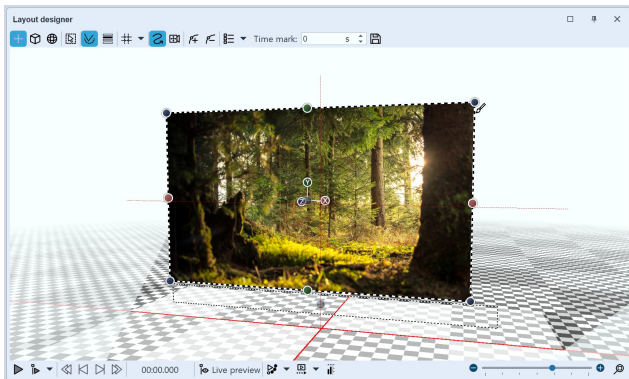 Layout designer
Time mark: 0 s
Y
Z X
00:00.000 Live preview